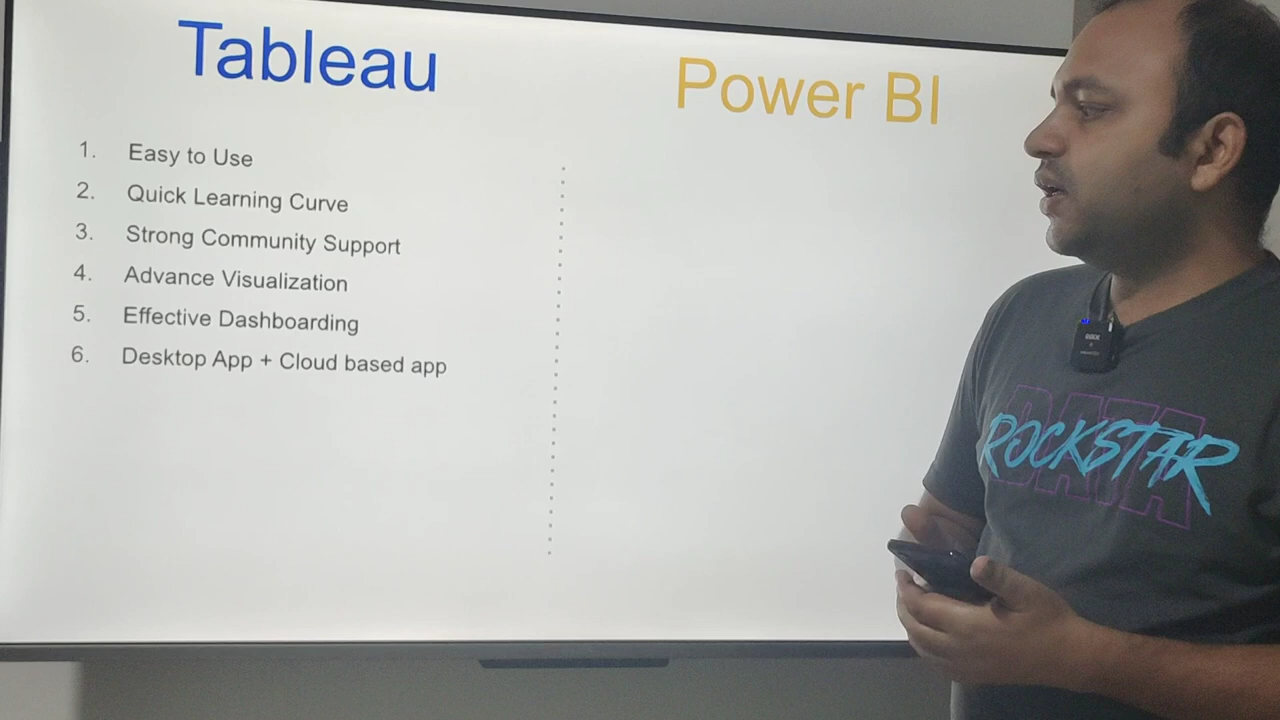 Tableau
Power BI
1. Easy to Use
2. Quick Learning Curve
3. Strong Community Support
4. Advance Visualization
5. Effective Dashboarding
6. Desktop App + Cloud based app
DATA
ROCKSTAR